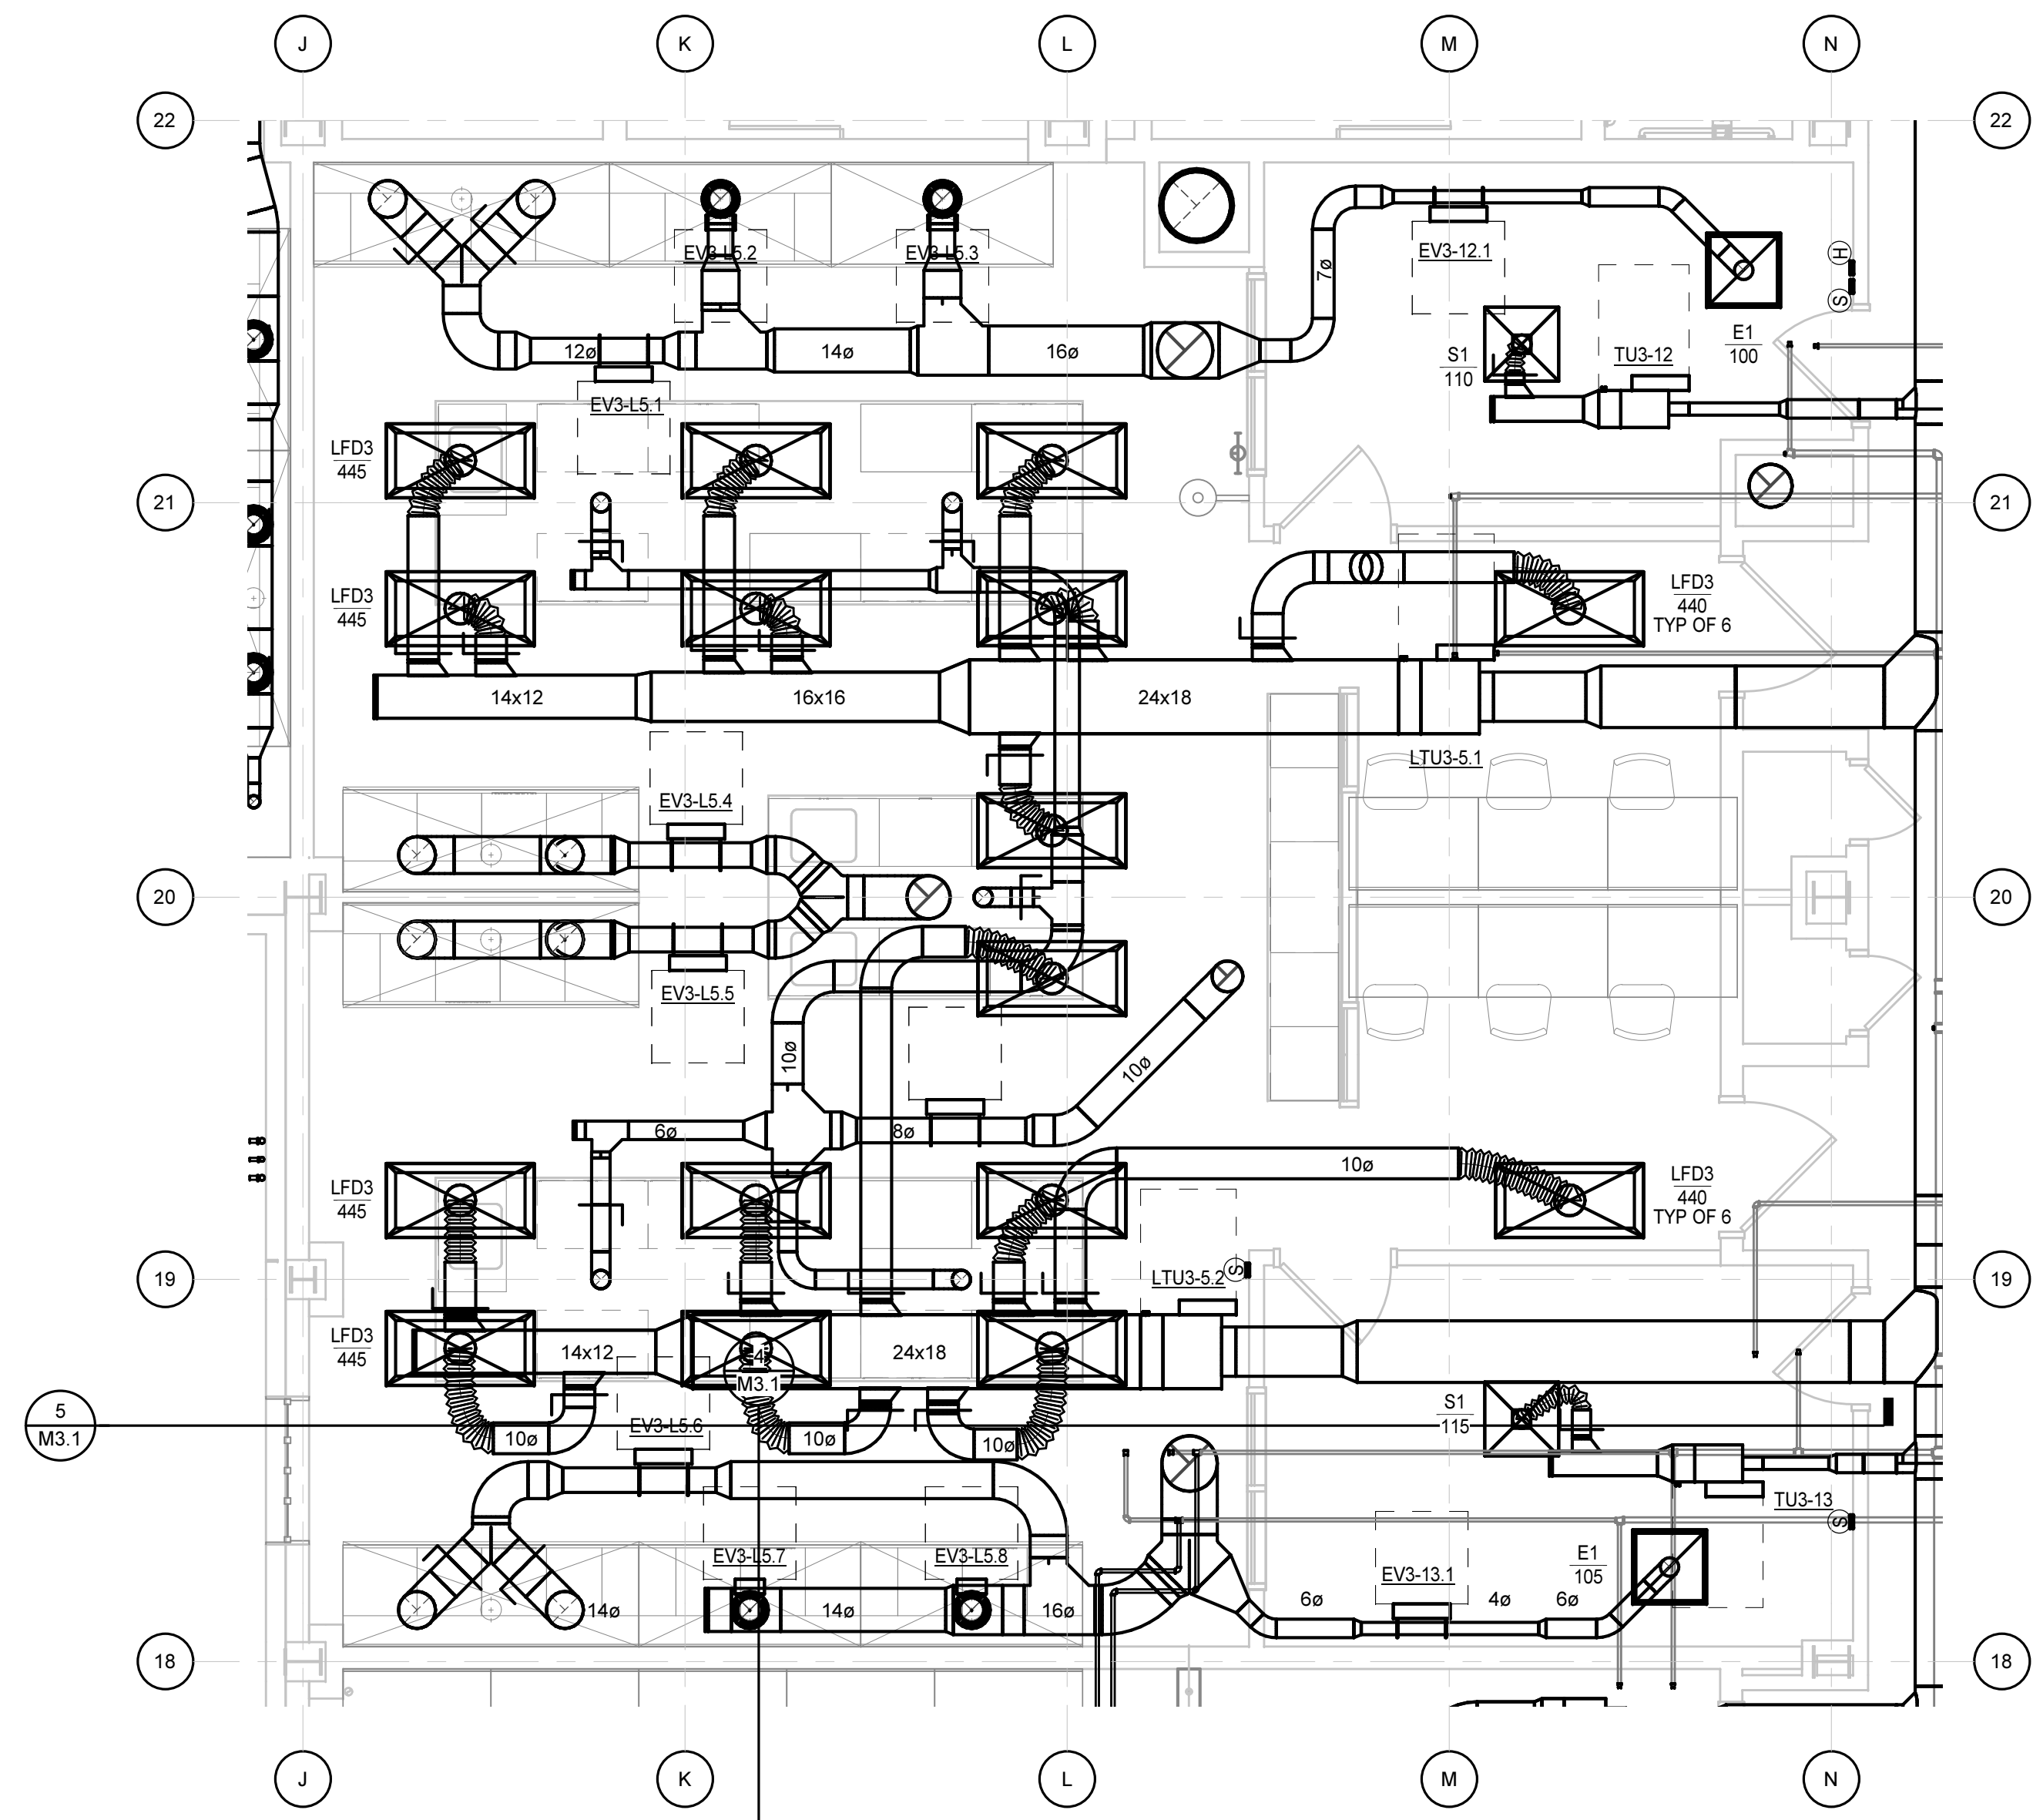 J K L M N
22 22
EV3-L5.2 EV3-L5.3 EV3-12.1 H
7ø S
12ø 14ø 16ø S1 TU3-12 E1
110 100
EV3-L5.1
LFD3
445
21 21
LFD3 LFD3
445 440
TYP OF 6
14x12 16x16 24x18
LTU3-5.1
EV3-L5.4
20 20
EV3-L5.5
10ø 10ø
6ø 8ø
10ø
LFD3 LFD3
445 440
TYP OF 6
19 LTU3-5.2 S 19
LFD3 14x12 4 24x18
445 M3.1
5 S1
M3.1 EV3-L5.6 115
10ø 10ø 10ø
TU3-13 S
EV3-L5.7 EV3-L5.8 EV3-13.1 E1
105
14ø 14ø 16ø 6ø 4ø 6ø
18 18
J K L M N